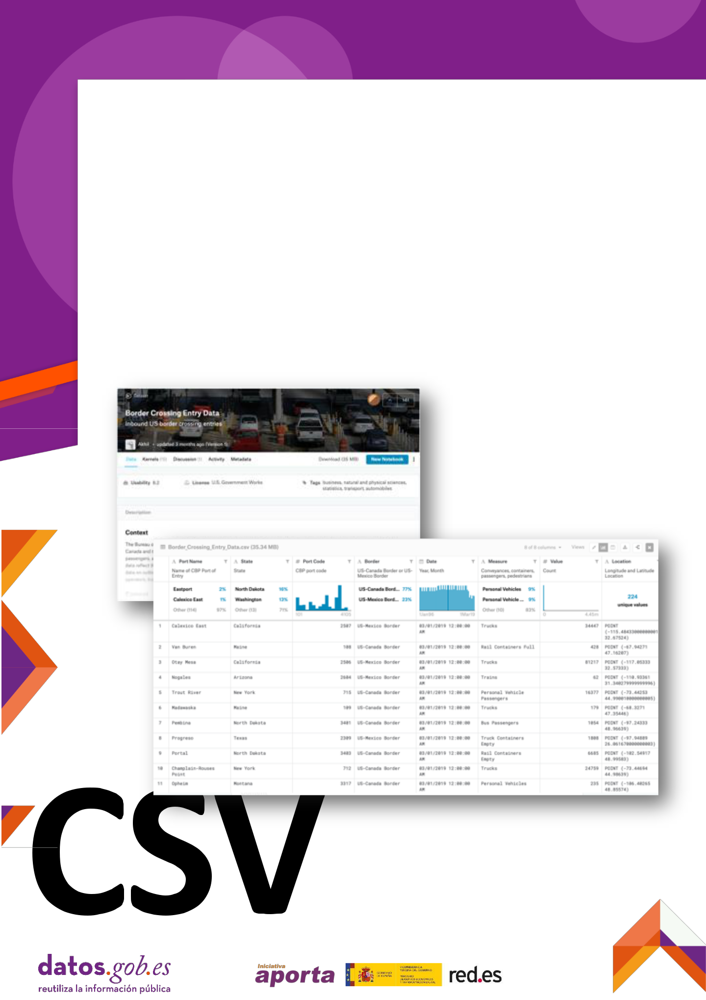 Dataset
141
Border Crossing Entry Data
Inbound US border crossing entries
Akhil • updated 3 months ago (Version 1)
Data Kernels Discussion Activity Metadata Download (35 MB) New Notebook
Usability 8.2 License U.S. Government Works Tags business, natural and physical sciences,
statistics, transport, automobiles
Description
Context
The Bureau
Canada and
passengers,
data reflect
Border_Crossing_Entry_Data.csv (35.34 MB) 8 of 8 columns Views
Port Name State Port Code Border Date Measure Value Location
Name of CBP Port of State CBP port code US-Canada Border or US- Year, Month Conveyances, containers, Count Longitude and Latitude
Entry Mexico Border passengers, pedestrians Location
Eastport 2% North Dakota 16% US-Canada Bord... 77% Personal Vehicles 9%
Calexico East 1% Washington 13% US-Mexico Bord... 23% Personal Vehicle ... 9% 224
unique values
Other (114) 97% Other (13) 71% 101 4105 1Jan96 1Mar19 Other (10) 83% 0 4.45m
1 Calexico East California 2507 US-Mexico Border 03/01/2019 12:00:00 Trucks 34447 POINT
AM (-115.48433000000001
32.67524)
2 Van Buren Maine 108 US-Canada Border 03/01/2019 12:00:00 Rail Containers Full 428 POINT (-67.94271
AM 47.16207)
3 Otay Mesa California 2506 US-Mexico Border 03/01/2019 12:00:00 Trucks 81217 POINT (-117.05333
AM 32.57333)
4 Nogales Arizona 2604 US-Mexico Border 03/01/2019 12:00:00 Trains 62 POINT (-110.93361
AM 31.340279999999996)
5 Trout River New York 715 US-Canada Border 03/01/2019 12:00:00 Personal Vehicle 16377 POINT (-73.44253
AM Passengers 44.990010000000005)
6 Madawaska Maine 109 US-Canada Border 03/01/2019 12:00:00 Trucks 179 POINT (-68.3271
AM 47.35446)
7 Pembina North Dakota 3401 US-Canada Border 03/01/2019 12:00:00 Bus Passengers 1054 POINT (-97.24333
AM 48.96639)
8 Progreso Texas 2309 US-Mexico Border 03/01/2019 12:00:00 Truck Containers 1808 POINT (-97.94889
AM Empty 26.061670000000003)
9 Portal North Dakota 3403 US-Canada Border 03/01/2019 12:00:00 Rail Containers 6685 POINT (-102.54917
AM Empty 48.99583)
10 Champlain-Rouses New York 712 US-Canada Border 03/01/2019 12:00:00 Trucks 24759 POINT (-73.44694
Point AM 44.98639)
11 Opheim Montana 3317 US-Canada Border 03/01/2019 12:00:00 Personal Vehicles 235 POINT (-106.40265
AM 48.85574)
CSV
datos.gob.es
reutiliza la información pública
Iniciativa
aporta
GOBIERNO
DE ESPAÑA
VICEPRESIDENCIA
TERCERA DEL GOBIERNO
MINISTERIO
DE ASUNTOS ECONÓMICOS
Y TRANSFORMACIÓN DIGITAL
red.es